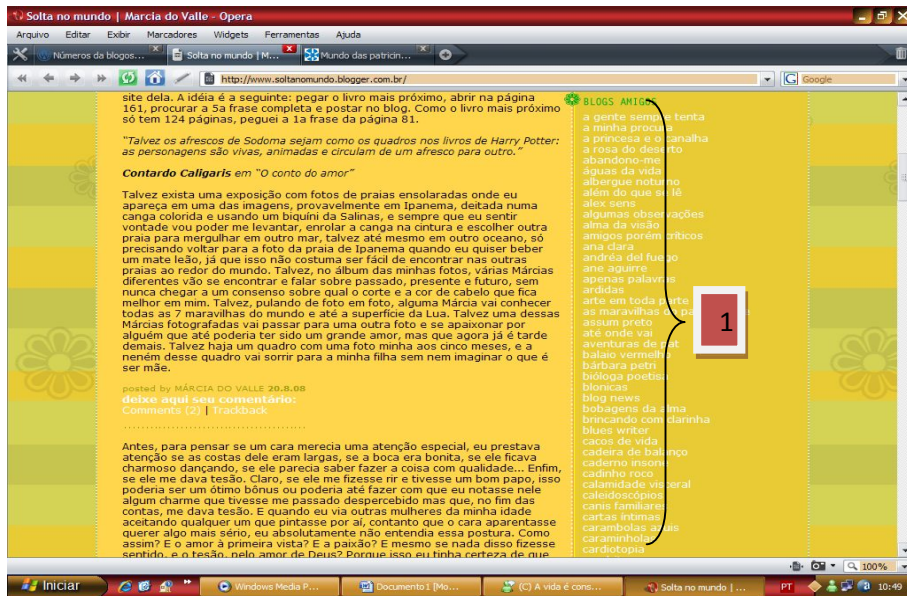 Solta no mundo | Marcia do Valle - Opera
Arquivo Editar Exibir Marcadores Widgets Ferramentas Ajuda
Números da blogos... Solta no mundo | M... Mundo das patricin...
http://www.soltanomundo.blogger.com.br/ Google
site dela. A idéia é a seguinte: pegar o livro mais próximo, abrir na página
161, procurar a 5a frase completa e postar no blog. Como o livro mais próximo
só tem 124 páginas, peguei a 1a frase da página 81.
"Talvez os afrescos de Sodoma sejam como os quadros nos livros de Harry Potter:
as personagens são vivas, animadas e circulam de um afresco para outro."
Contardo Caligaris em "O conto do amor"
Talvez exista uma exposição com fotos de praias ensolaradas onde eu
apareça em uma das imagens, provavelmente em Ipanema, deitada numa
canga colorida e usando um biquíni da Salinas, e sempre que eu sentir
vontade vou poder me levantar, enrolar a canga na cintura e escolher outra
praia para mergulhar em outro mar, talvez até mesmo em outro oceano, só
precisando voltar para a foto da praia de Ipanema quando eu quiser beber
um mate leão, já que isso não costuma ser fácil de encontrar nas outras
praias ao redor do mundo. Talvez, no álbum das minhas fotos, várias Márcias
diferentes vão se encontrar e falar sobre passado, presente e futuro, sem
nunca chegar a um consenso sobre qual o corte e a cor de cabelo que fica
melhor em mim. Talvez, pulando de foto em foto, alguma Márcia vai conhecer
todas as 7 maravilhas do mundo e até a superfície da Lua. Talvez uma dessas
Márcias fotografadas vai passar para uma outra foto e se apaixonar por
alguém que até poderia ter sido um grande amor, mas que agora já é tarde
demais. Talvez haja um quadro com uma foto minha aos cinco meses, e a
neném desse quadro vai sorrir para a minha filha sem nem imaginar o que é
ser mãe.
posted by MÁRCIA DO VALLE 20.8.08
deixe aqui seu comentário:
Comments (2) | Trackback
Antes, para pensar se um cara merecia uma atenção especial, eu prestava
atenção se as costas dele eram largas, se a boca era bonita, se ele ficava
charmoso dançando, se ele parecia saber fazer a coisa com qualidade... Enfim,
se ele me dava tesão. Claro, se ele me fizesse rir e tivesse um bom papo, isso
poderia ser um ótimo bônus ou poderia até fazer com que eu notasse nele
algum charme que tivesse me passado despercebido mas que, no fim das
contas, me dava tesão. E quando eu via outras mulheres da minha idade
aceitando qualquer um que pintasse por aí, contanto que o cara aparentasse
querer algo mais sério, eu absolutamente não entendia essa postura. Como
assim? E o amor à primeira vista? E a paixão? E mesmo se nada disso fizesse
sentido, e o tesão, pelo amor de Deus? Porque isso eu tinha certeza de que
BLOGS AMIGOS
a gente sempre tenta
a minha procura
a princesa e o canalha
a rosa do deserto
abandono-me
águas da vida
albergue noturno
além do que se lê
alex sens
algumas observações
alma da visão
amigos porém críticos
ana clara
andréa del fuego
ane aguirre
apenas palavras
ardidas
arte em toda parte
as maravilhas do
assum preto
até onde vai
aventuras de pat
balaio vermelho
bárbara petri
bióloga poetisa
blonicas
blog news
bobagens da alma
brincando com clarinha
blues writer
cacos de vida
cadeira de balanço
caderno insone
cadinho roco
calamidade visceral
caleidoscópios
canis familiares
cartas íntimas
carambolas azuis
caraminholas
cardiotopia
1
100%
Iniciar Windows Media P... Documento1 [Mo... (C) A vida é cons... Solta no mundo | ... PT 10:49